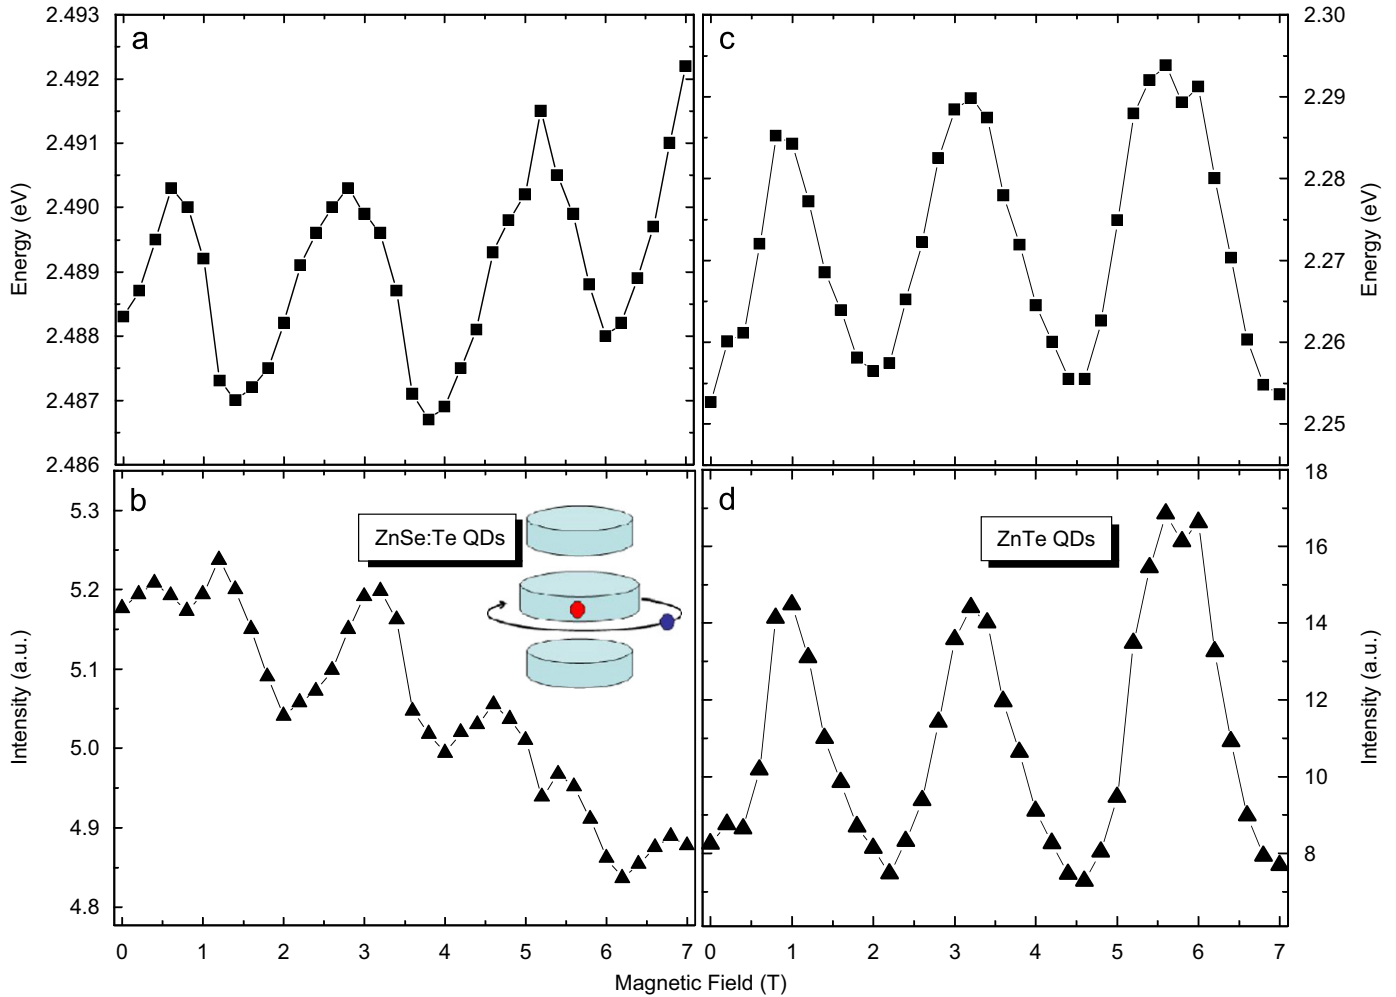 a
2.493
2.492
2.491
2.490
2.489
2.488
2.487
2.486
Energy (eV)
c
2.30
2.29
2.28
2.27
2.26
2.25
Energy (eV)
b
ZnSe:Te QDs
5.3
5.2
5.1
5.0
4.9
4.8
Intensity (a.u.)
0 1 2 3 4 5 6 7
d
ZnTe QDs
18
16
14
12
10
8
Intensity (a.u.)
0 1 2 3 4 5 6 7
Magnetic Field (T)